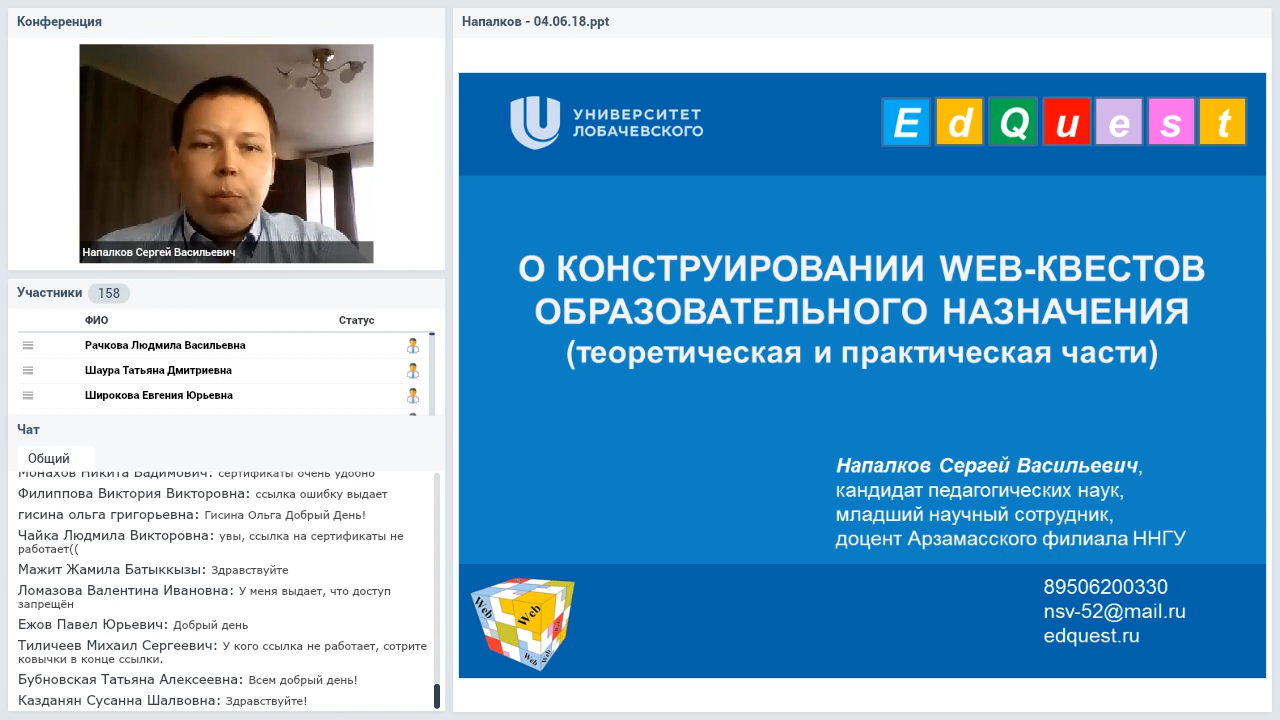 Конференция
Напалков Сергей Васильевич
Участники 158
ФИО Статус
Рачкова Людмила Васильевна
Шаура Татьяна Дмитриевна
Широкова Евгения Юрьевна
Чат
Общий
Монахов Никита Вадимович: сертификаты очень удобно
Филиппова Виктория Викторовна: ссылка ошибку выдает
гисина ольга григорьевна: Гисина Ольга Добрый День!
Чайка Людмила Викторовна: увы, ссылка на сертификаты не
работает((
Мажит Жамила Батыккызы: Здравствуйте
Ломазова Валентина Ивановна: У меня выдает, что доступ
запрещён
Ежов Павел Юрьевич: Добрый день
Тиличеев Михаил Сергеевич: У кого ссылка не работает, сотрите
ковычки в конце ссылки.
Бубновская Татьяна Алексеевна: Всем добрый день!
Казданян Сусанна Шалвовна: Здравствуйте!
Напалков - 04.06.18.ppt
УНИВЕРСИТЕТ
ЛОБАЧЕВСКОГО
EdQuest
О КОНСТРУИРОВАНИИ WEB-КВЕСТОВ
ОБРАЗОВАТЕЛЬНОГО НАЗНАЧЕНИЯ
(теоретическая и практическая части)
Напалков Сергей Васильевич,
кандидат педагогических наук,
младший научный сотрудник,
доцент Арзамасского филиала ННГУ
Web
Web
Web
Web
89506200330
nsv-52@mail.ru
edquest.ru